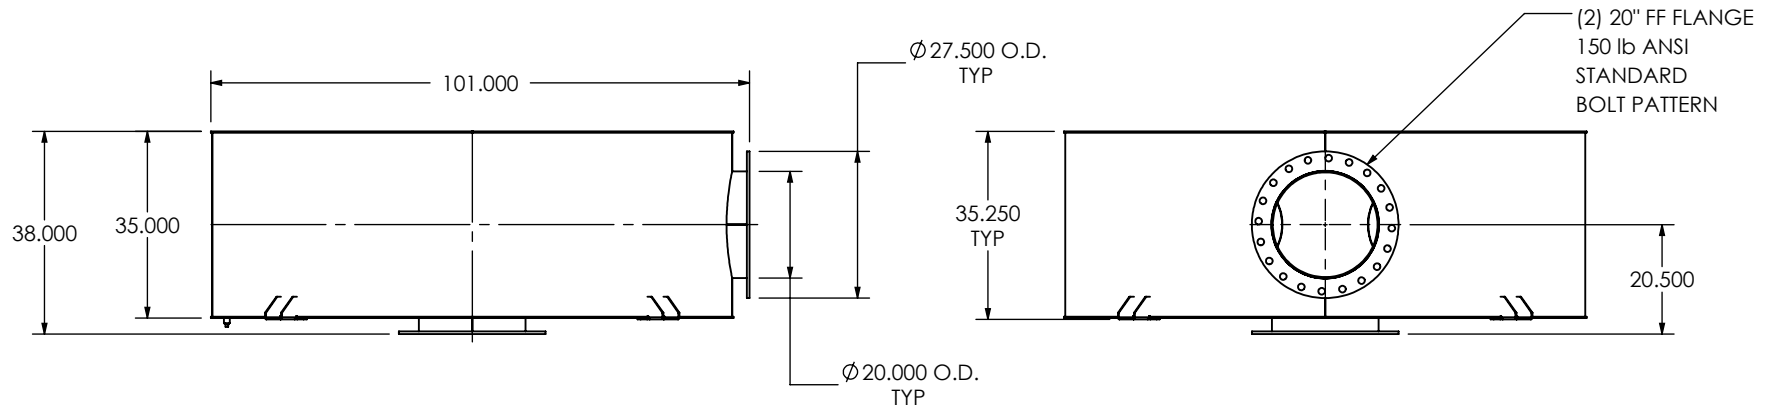 (2) 20" FF FLANGE
150 lb ANSI
STANDARD
BOLT PATTERN
Ø27.500 O.D.
TYP
101.000
38.000
35.000
35.250
TYP
20.500
Ø20.000 O.D.
TYP